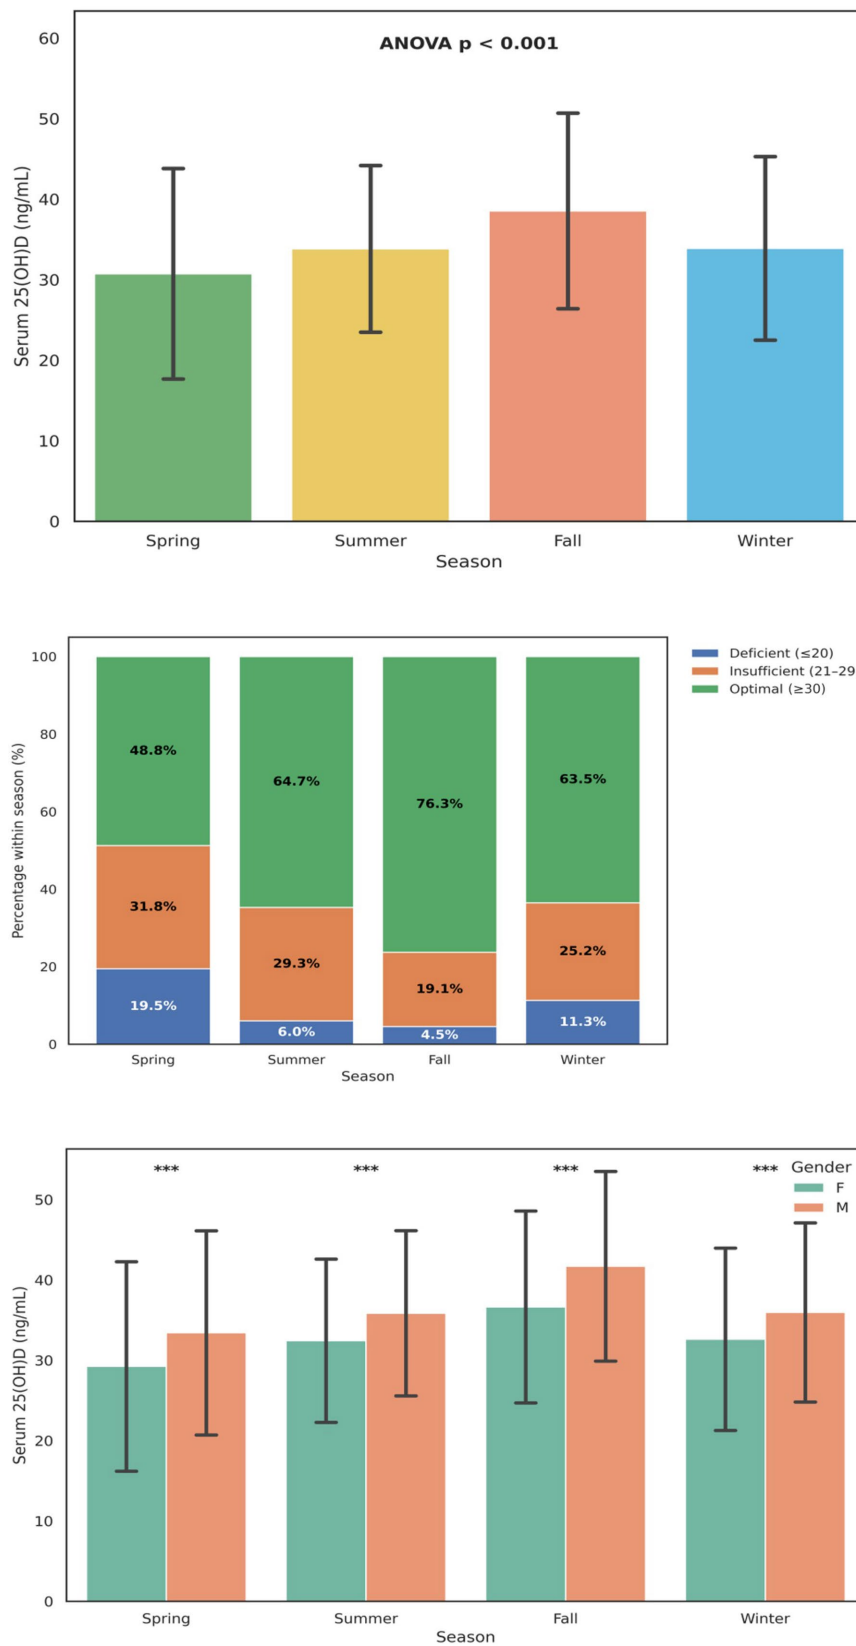 ANOVA p < 0.001
60
50
40
30
20
10
0
Serum 25(OH)D (ng/mL)
Spring Summer Fall Winter
Season
Deficient (≤20)
Insufficient (21–29
Optimal (≥30)
100
80
60
40
20
0
Percentage within season (%)
48.8% 64.7% 76.3% 63.5%
31.8% 29.3% 19.1% 25.2%
19.5% 6.0% 4.5% 11.3%
Spring Summer Fall Winter
Season
*** *** *** ***
Gender
F
M
50
40
30
20
10
0
Serum 25(OH)D (ng/mL)
Spring Summer Fall Winter
Season